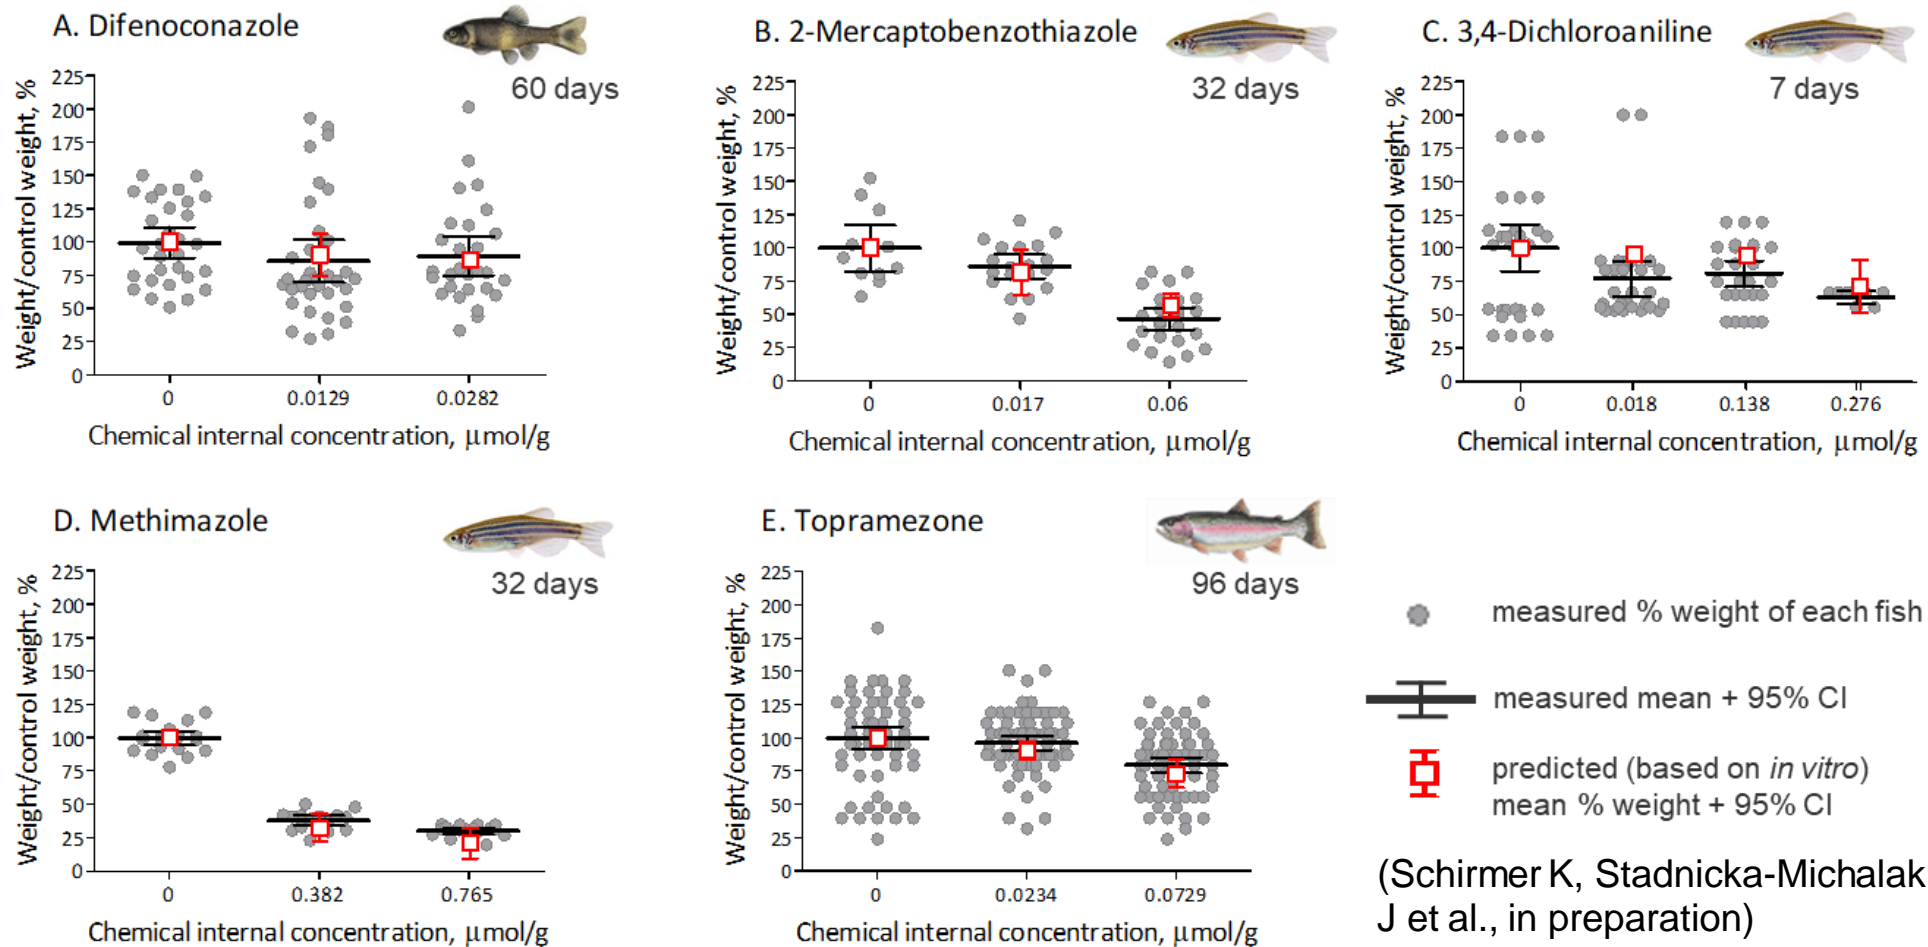 A. Difenoconazole
60 days
Weight/control weight, %
225
200
175
150
125
100
75
50
25
0
0 0.0129 0.0282
Chemical internal concentration, μmol/g
B. 2-Mercaptobenzothiazole
32 days
Weight/control weight, %
225
200
175
150
125
100
75
50
25
0
0 0.017 0.06
Chemical internal concentration, μmol/g
C. 3,4-Dichloroaniline
7 days
Weight/control weight, %
225
200
175
150
125
100
75
50
25
0
0 0.018 0.138 0.276
Chemical internal concentration, μmol/g
D. Methimazole
32 days
Weight/control weight, %
225
200
175
150
125
100
75
50
25
0
0 0.382 0.765
Chemical internal concentration, μmol/g
E. Topramezone
96 days
Weight/control weight, %
225
200
175
150
125
100
75
50
25
0
0 0.0234 0.0729
Chemical internal concentration, μmol/g
measured % weight of each fish
measured mean + 95% CI
predicted (based on in vitro)
mean % weight + 95% CI
(Schirmer K, Stadnicka-Michalak
J et al., in preparation)